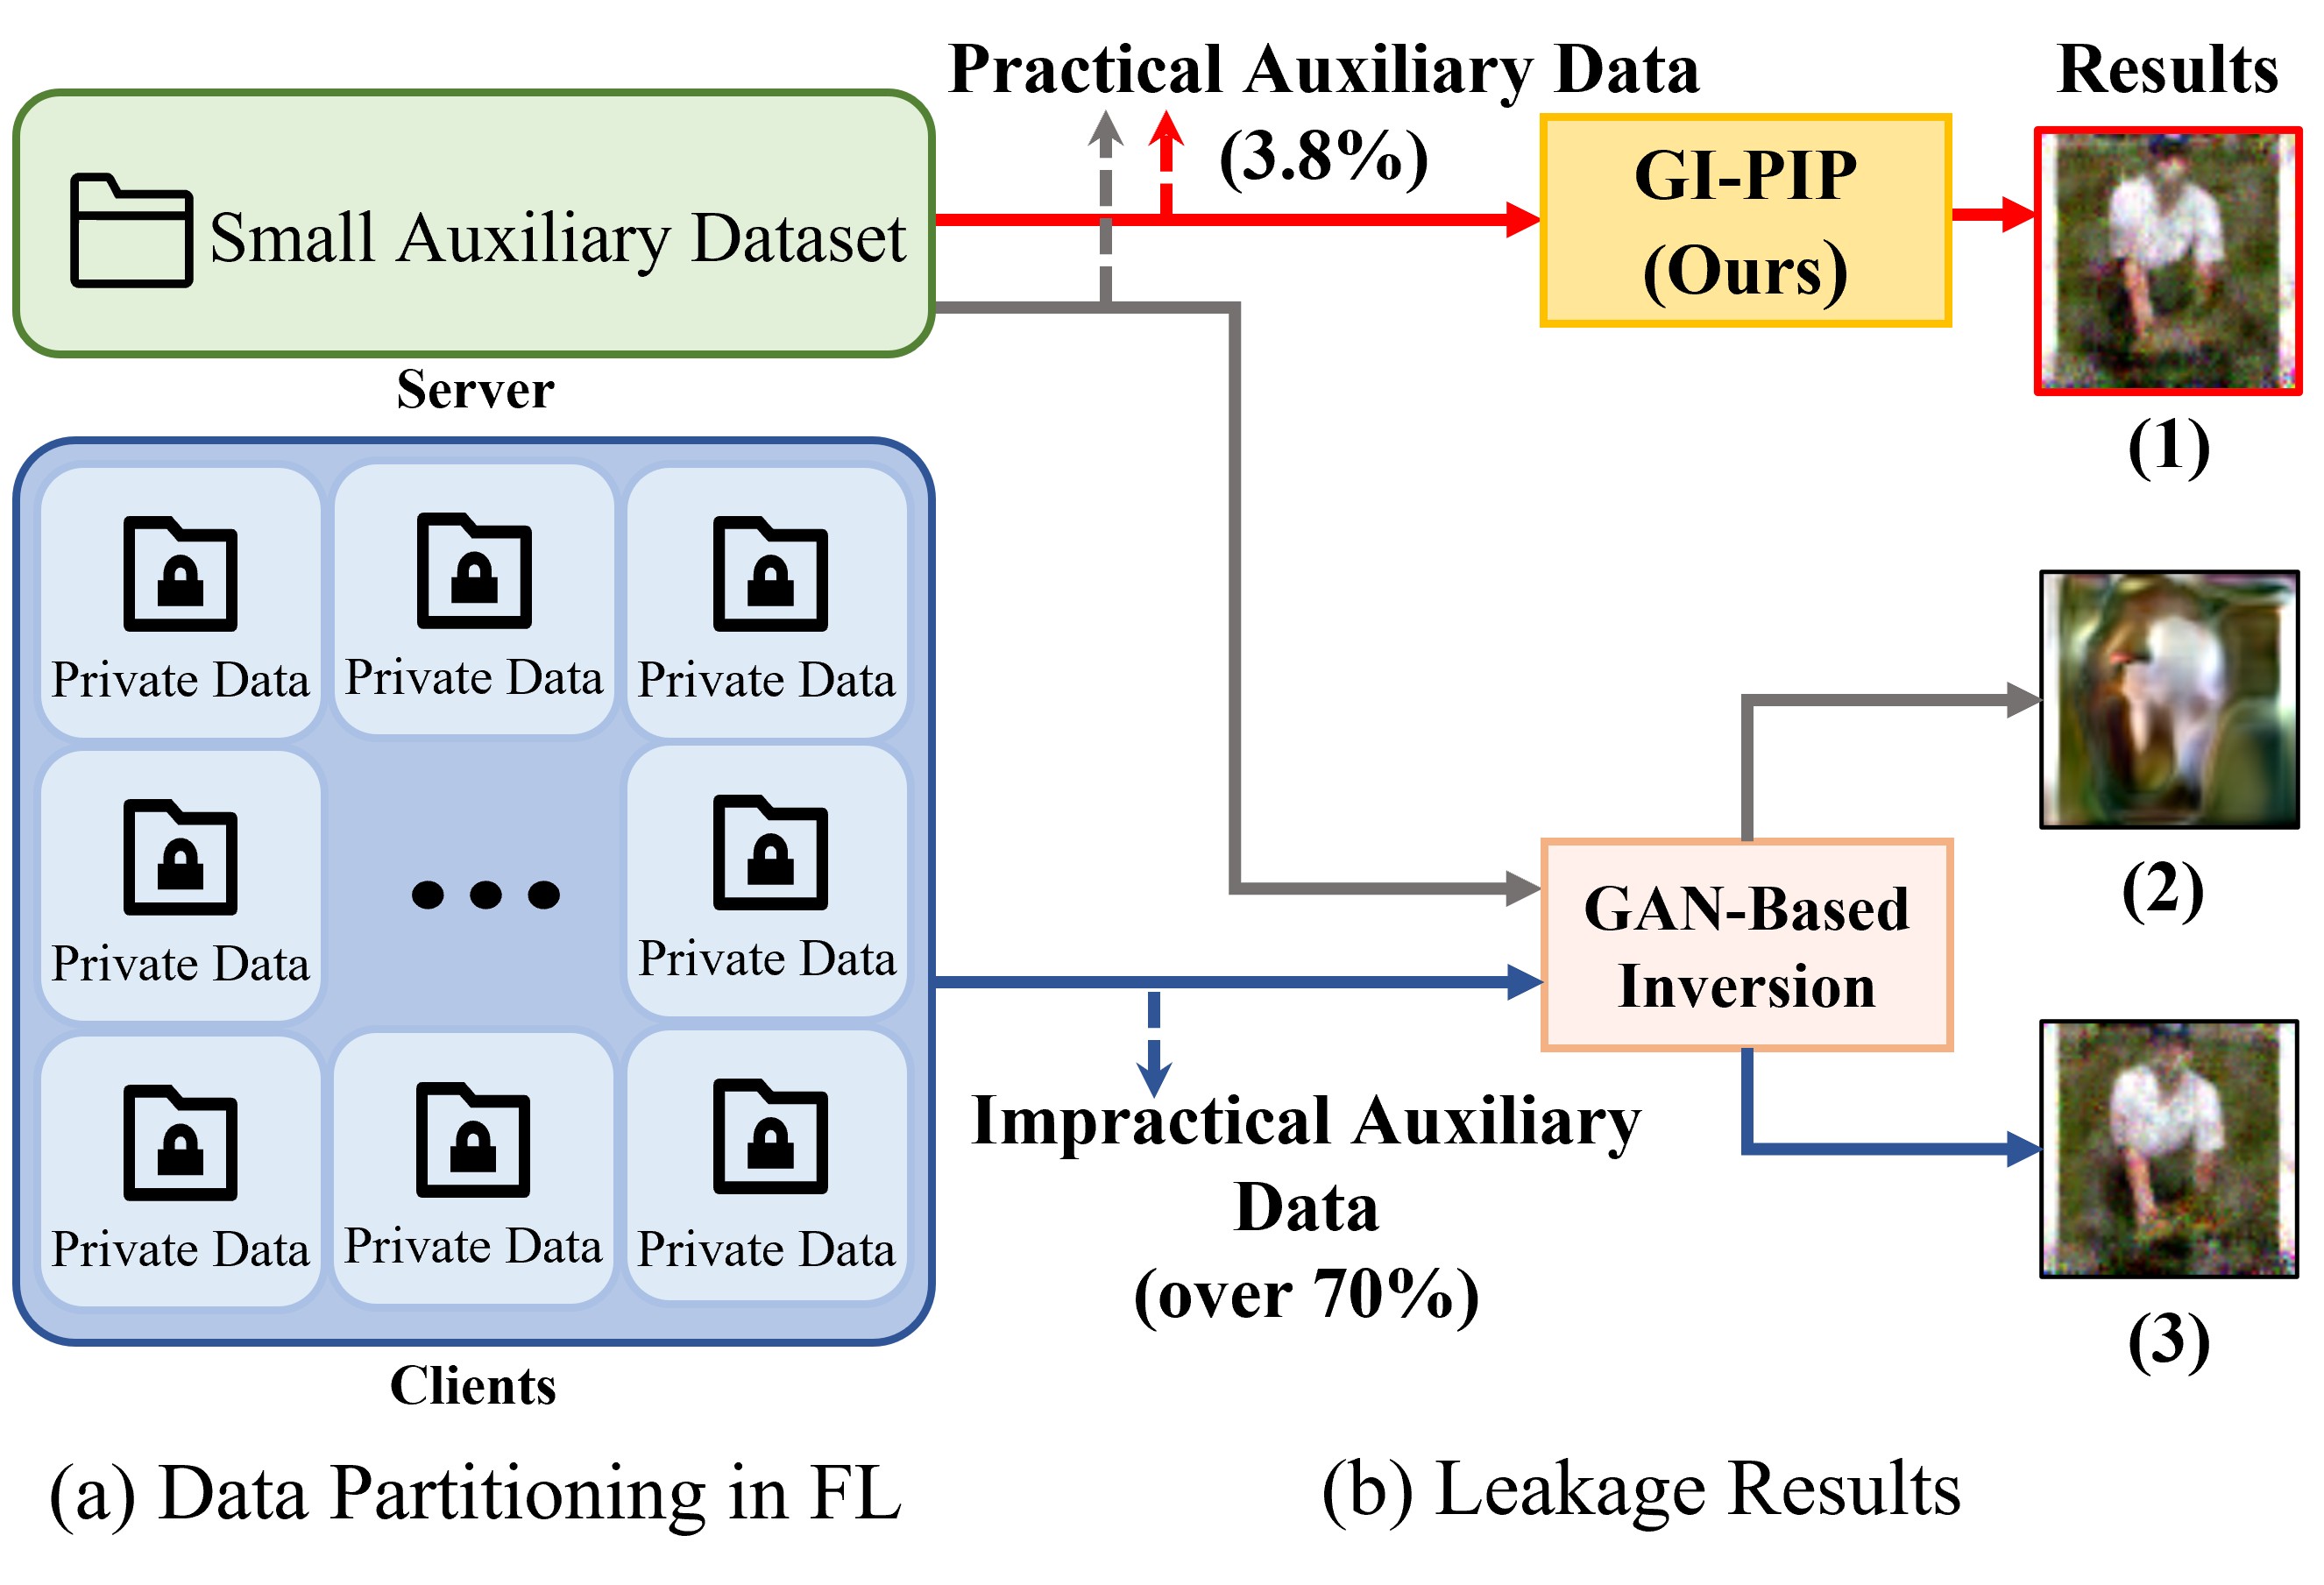 Practical Auxiliary Data
(3.8%)
Results
Small Auxiliary Dataset
Server
GI-PIP
(Ours)
(1)
Private Data
Private Data
Private Data
Private Data
Private Data
Private Data
Private Data
Private Data
Clients
(2)
GAN-Based
Inversion
Impractical Auxiliary
Data
(over 70%)
(3)
(a) Data Partitioning in FL
(b) Leakage Results